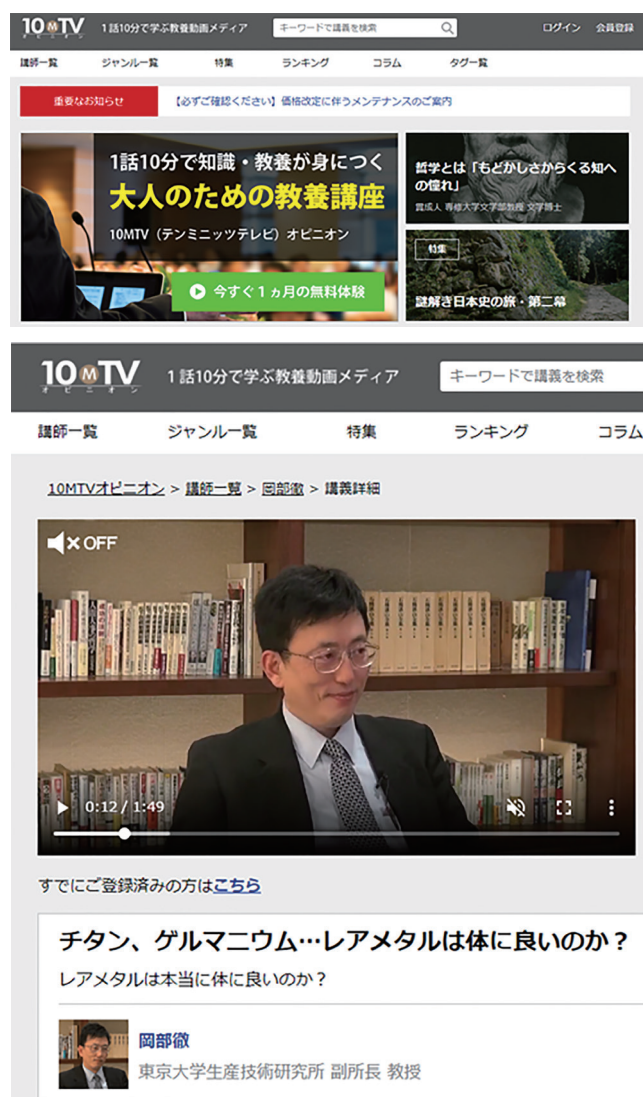 10MTV オピニオン 1話10分で学ぶ教養動画メディア キーワードで講義を検索 ログイン 会員登録
講師一覧 ジャンル一覧 特集 ランキング コラム タグ一覧
重要なお知らせ 【必ずご確認ください】価格改定に伴うメンテナンスのご案内
1話10分で知識・教養が身につく
大人のための教養講座
10MTV（テンミニッツテレビ）オピニオン
今すぐ1ヵ月の無料体験
哲学とは「もどかしさからくる知へ
の憧れ」
貫成人 専修大学文学部教授 文学博士
特集
謎解き日本史の旅・第二幕
10MTV オピニオン 1話10分で学ぶ教養動画メディア キーワードで講義を検索
講師一覧 ジャンル一覧 特集 ランキング コラム
10MTVオピニオン > 講師一覧 > 岡部徹 > 講義詳細
×OFF
0:12 / 1:49
すでにご登録済みの方はこちら
チタン、ゲルマニウム…レアメタルは体に良いのか？
レアメタルは本当に体に良いのか？
岡部徹
東京大学生産技術研究所 副所長 教授